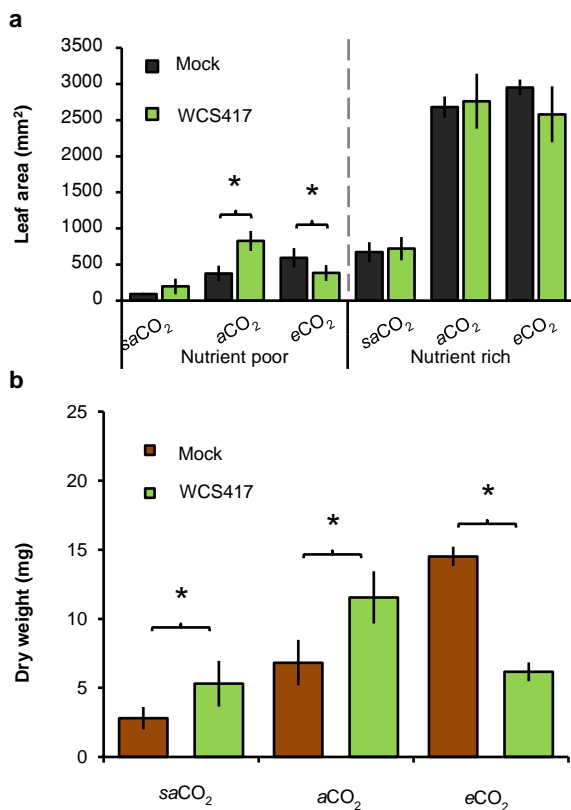 a
3500
3000
2500
2000
1500
1000
500
0
Leaf area (mm²)
Mock
WCS417
*
*
saCO₂
aCO₂
eCO₂
saCO₂
aCO₂
eCO₂
Nutrient poor
Nutrient rich
b
25
20
15
10
5
0
Dry weight (mg)
Mock
WCS417
*
*
*
saCO₂
aCO₂
eCO₂